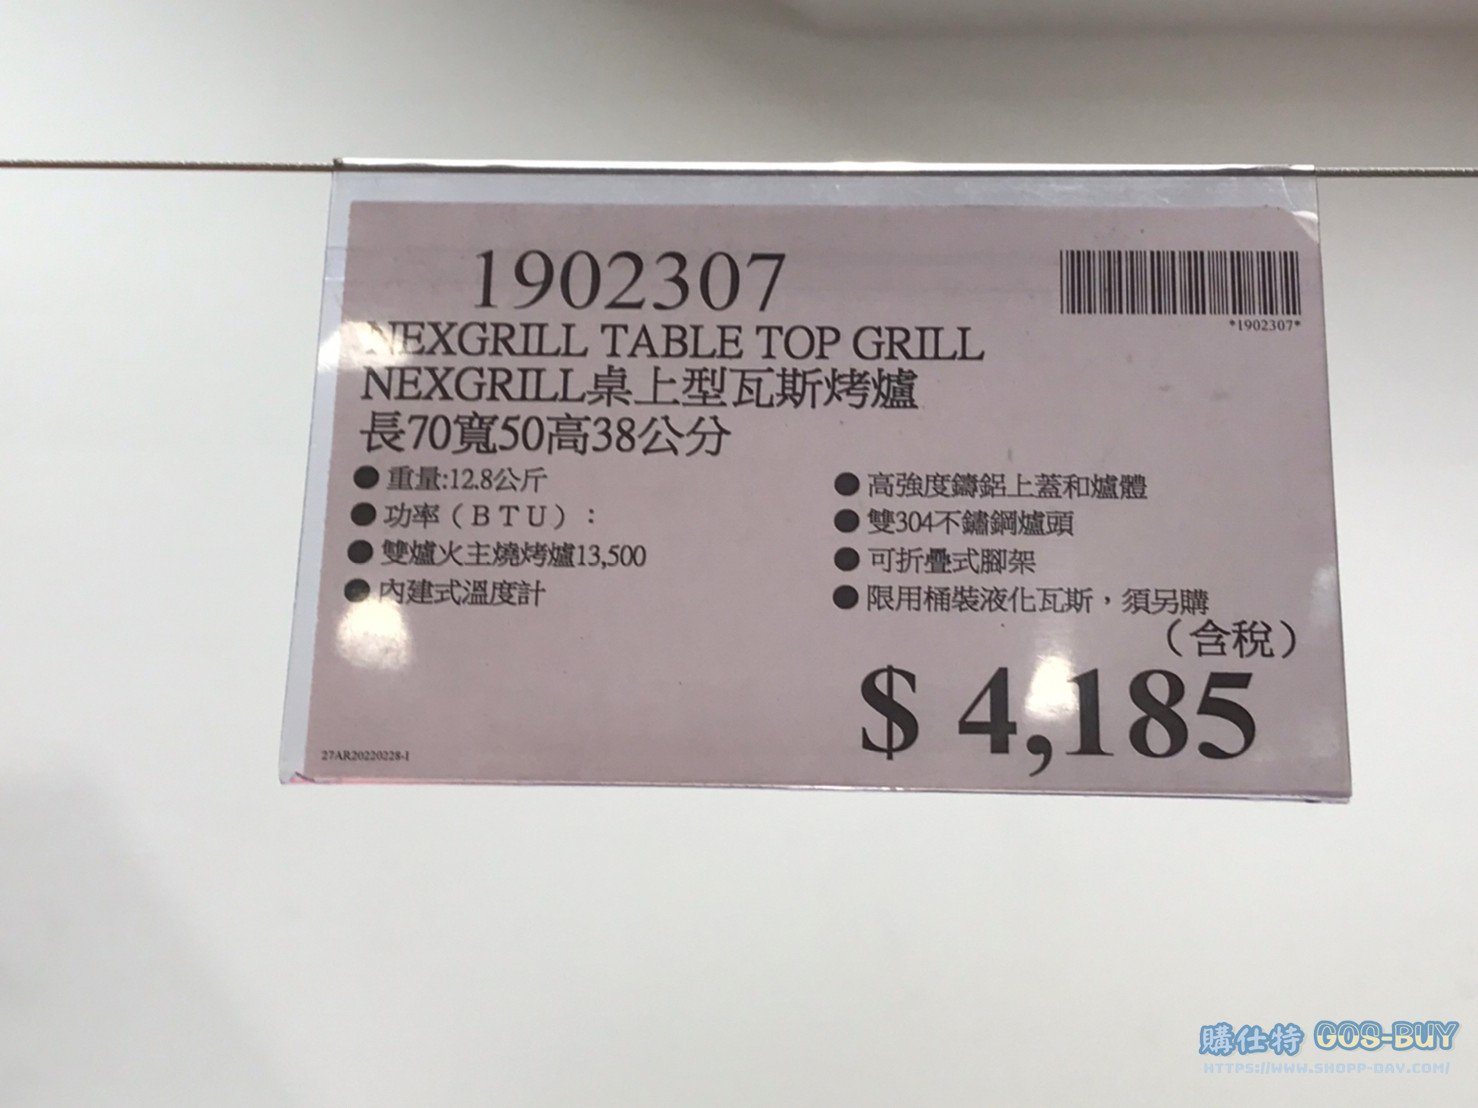 1902307
*1902307*
NEXGRILL TABLE TOP GRILL
NEXGRILL桌上型瓦斯烤爐
長70寬50高38公分
●重量:12.8公斤
●功率（BTU）：
●雙爐火主燒烤爐13,500
●內建式溫度計
●高強度鑄鋁上蓋和爐體
●雙304不鏽鋼爐頭
●可折疊式腳架
●限用桶裝液化瓦斯，須另購
（含稅）
$ 4,185
27AR20220228-1
購仕特 GOS-BUY
HTTPS://WWW.SHOPP-DAY.COM/